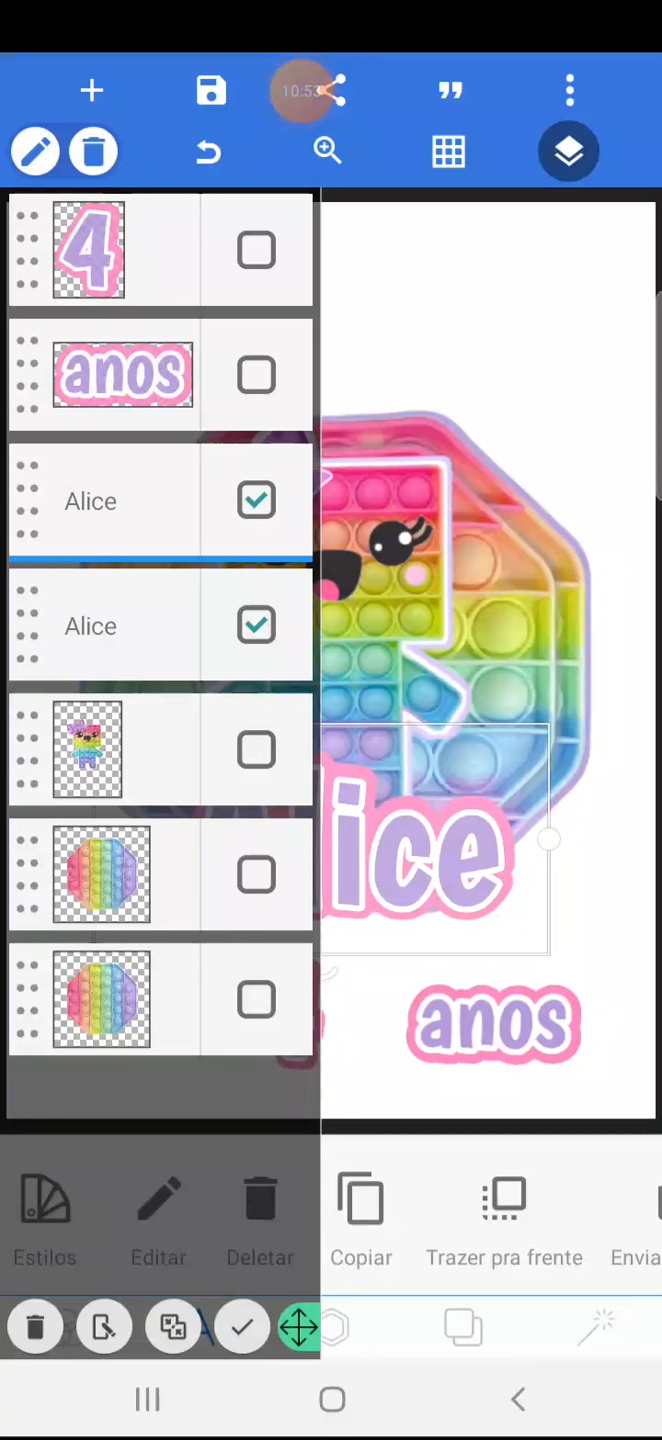 10:53
4
anos
Alice
Alice
lice
anos
Estilos
Editar
Deletar
Copiar
Trazer pra frente
Envia